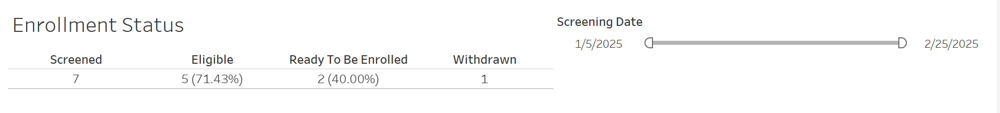 Enrollment Status
Screened Eligible Ready To Be Enrolled Withdrawn
7 5 (71.43%) 2 (40.00%) 1
Screening Date
1/5/2025 2/25/2025